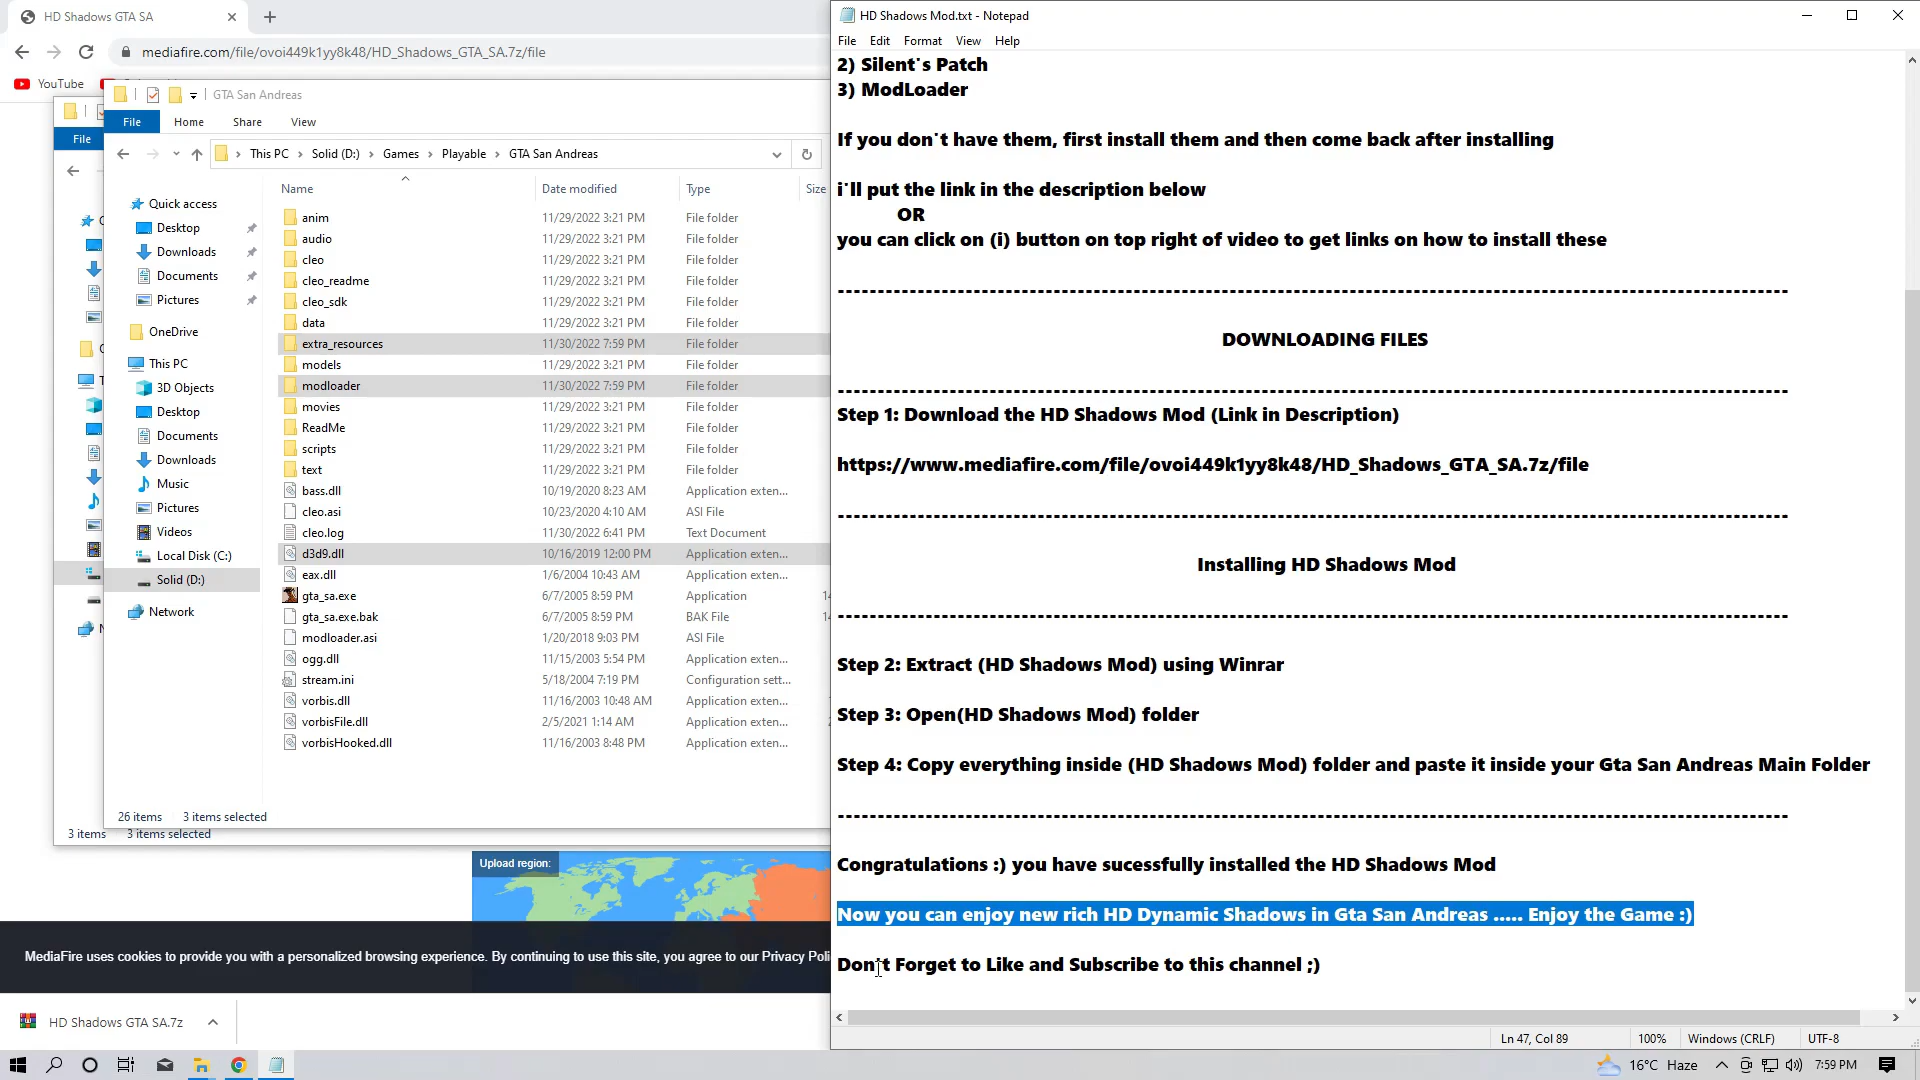 HD Shadows GTA SA
mediafire.com/file/ovoi449k1yy8k48/HD_Shadows_GTA_SA.7z/file
YouTube
File
3 items 3 items selected
GTA San Andreas
File Home Share View
This PC Solid (D:) Games Playable GTA San Andreas
Name Date modified Type Size
Quick access
Desktop
Downloads
Documents
Pictures
OneDrive
This PC
3D Objects
Desktop
Documents
Downloads
Music
Pictures
Videos
Local Disk (C:)
Solid (D:)
Network
anim 11/29/2022 3:21 PM File folder
audio 11/29/2022 3:21 PM File folder
cleo 11/29/2022 3:21 PM File folder
cleo_readme 11/29/2022 3:21 PM File folder
cleo_sdk 11/29/2022 3:21 PM File folder
data 11/29/2022 3:21 PM File folder
extra_resources 11/30/2022 7:59 PM File folder
models 11/29/2022 3:21 PM File folder
modloader 11/30/2022 7:59 PM File folder
movies 11/29/2022 3:21 PM File folder
ReadMe 11/29/2022 3:21 PM File folder
scripts 11/29/2022 3:21 PM File folder
text 11/29/2022 3:21 PM File folder
bass.dll 10/19/2020 8:23 AM Application exten...
cleo.asi 10/23/2020 4:10 AM ASI File
cleo.log 11/30/2022 6:41 PM Text Document
d3d9.dll 10/16/2019 12:00 PM Application exten...
eax.dll 1/6/2004 10:43 AM Application exten...
gta_sa.exe 6/7/2005 8:59 PM Application 14
gta_sa.exe.bak 6/7/2005 8:59 PM BAK File 14
modloader.asi 1/20/2018 9:03 PM ASI File
ogg.dll 11/15/2003 5:54 PM Application exten...
stream.ini 5/18/2004 7:19 PM Configuration sett...
vorbis.dll 11/16/2003 10:48 AM Application exten...
vorbisFile.dll 2/5/2021 1:14 AM Application exten...
vorbisHooked.dll 11/16/2003 8:48 PM Application exten...
26 items 3 items selected
Upload region:
MediaFire uses cookies to provide you with a personalized browsing experience. By continuing to use this site, you agree to our Privacy Poli
HD Shadows GTA SA.7z
HD Shadows Mod.txt - Notepad
File Edit Format View Help
2) Silent's Patch
3) ModLoader
If you don't have them, first install them and then come back after installing
i'll put the link in the description below
OR
you can click on (i) button on top right of video to get links on how to install these
DOWNLOADING FILES
Step 1: Download the HD Shadows Mod (Link in Description)
https://www.mediafire.com/file/ovoi449k1yy8k48/HD_Shadows_GTA_SA.7z/file
Installing HD Shadows Mod
Step 2: Extract (HD Shadows Mod) using Winrar
Step 3: Open(HD Shadows Mod) folder
Step 4: Copy everything inside (HD Shadows Mod) folder and paste it inside your Gta San Andreas Main Folder
Congratulations :) you have sucessfully installed the HD Shadows Mod
Now you can enjoy new rich HD Dynamic Shadows in Gta San Andreas ..... Enjoy the Game :)
Don't Forget to Like and Subscribe to this channel ;)
Ln 47, Col 89 100% Windows (CRLF) UTF-8
16°C Haze 7:59 PM